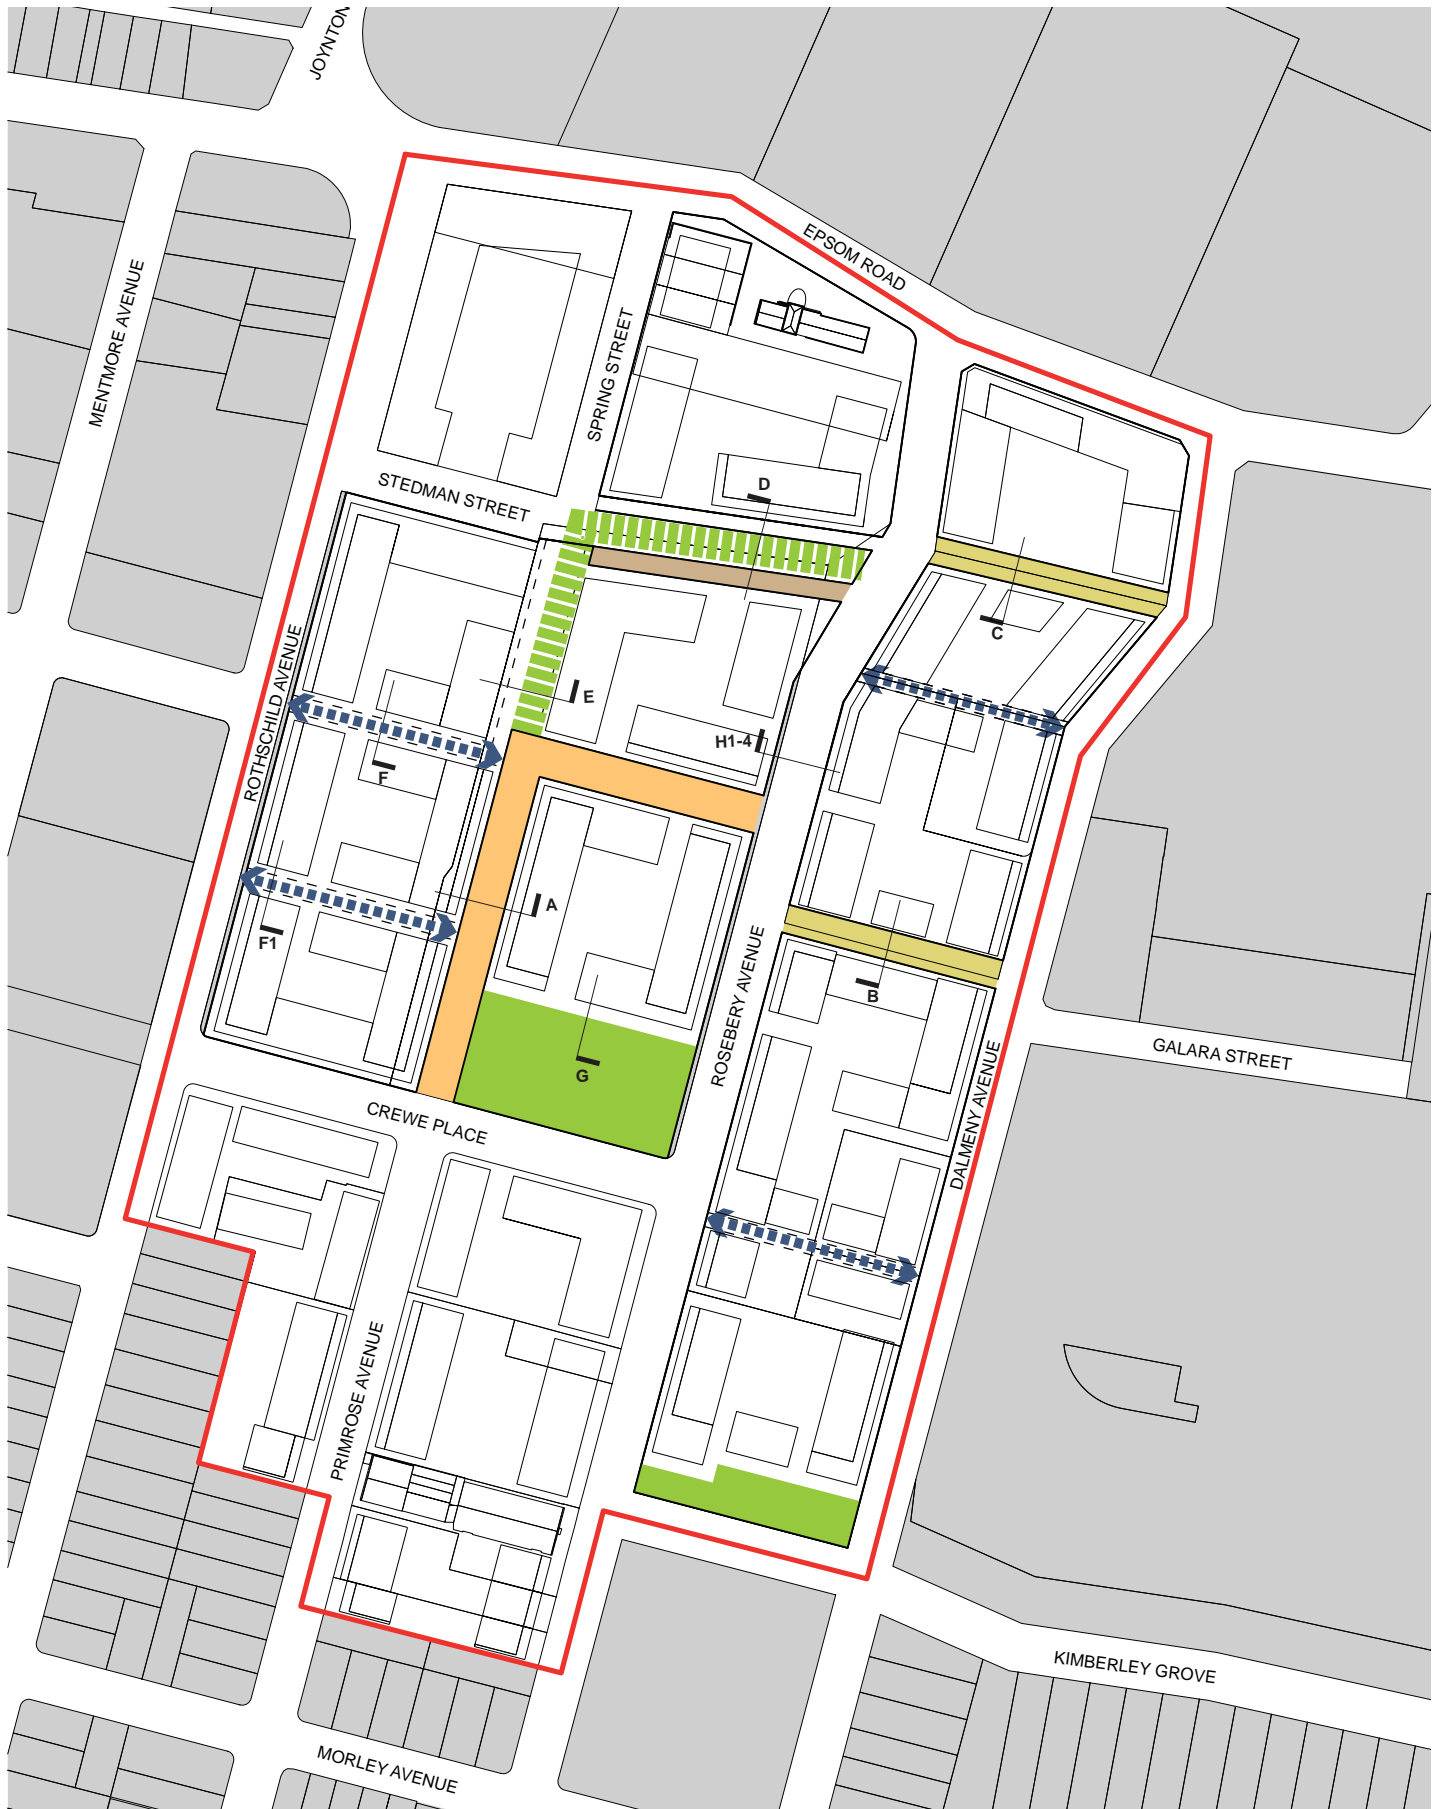 JOYNTON
EPSOM ROAD
MENTMORE AVENUE
SPRING STREET
STEDMAN STREET
D
C
ROTHSCHILD AVENUE
E
H1-4
F
A
F1
B
ROSEBERY AVENUE
G
GALARA STREET
CREWE PLACE
DALMENY AVENUE
PRIMROSE AVENUE
KIMBERLEY GROVE
MORLEY AVENUE